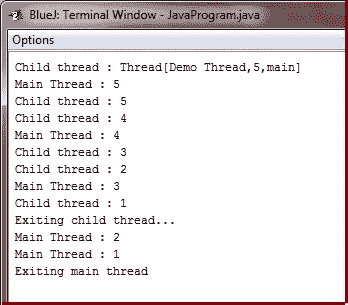 BlueJ: Terminal Window - JavaProgram.java
Options
Child thread : Thread[Demo Thread,5,main]
Main Thread : 5
Child thread : 5
Child thread : 4
Main Thread : 4
Child thread : 3
Child thread : 2
Main Thread : 3
Child thread : 1
Exiting child thread...
Main Thread : 2
Main Thread : 1
Exiting main thread